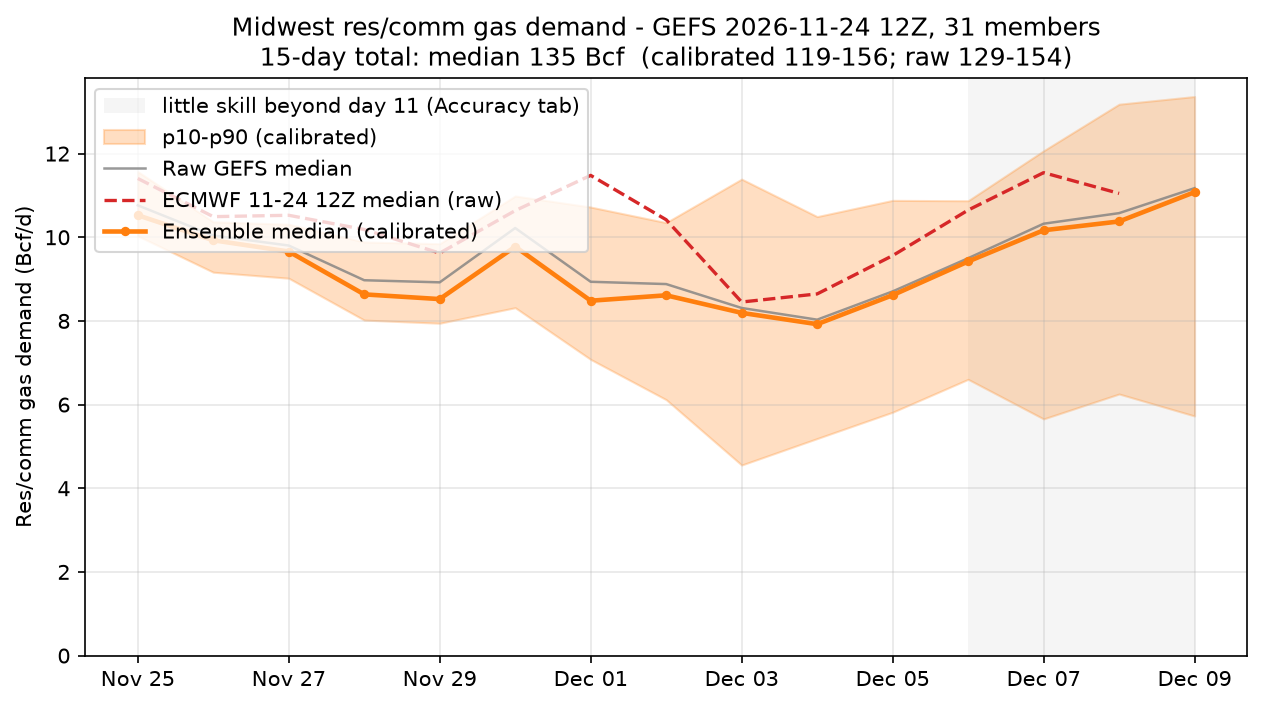 Midwest res/comm gas demand - GEFS 2026-11-24 12Z, 31 members
15-day total: median 135 Bcf  (calibrated 119-156; raw 129-154)
little skill beyond day 11 (Accuracy tab)
p10-p90 (calibrated)
Raw GEFS median
ECMWF 11-24 12Z median (raw)
Ensemble median (calibrated)
Res/comm gas demand (Bcf/d)
12
10
8
6
4
2
0
Nov 25
Nov 27
Nov 29
Dec 01
Dec 03
Dec 05
Dec 07
Dec 09